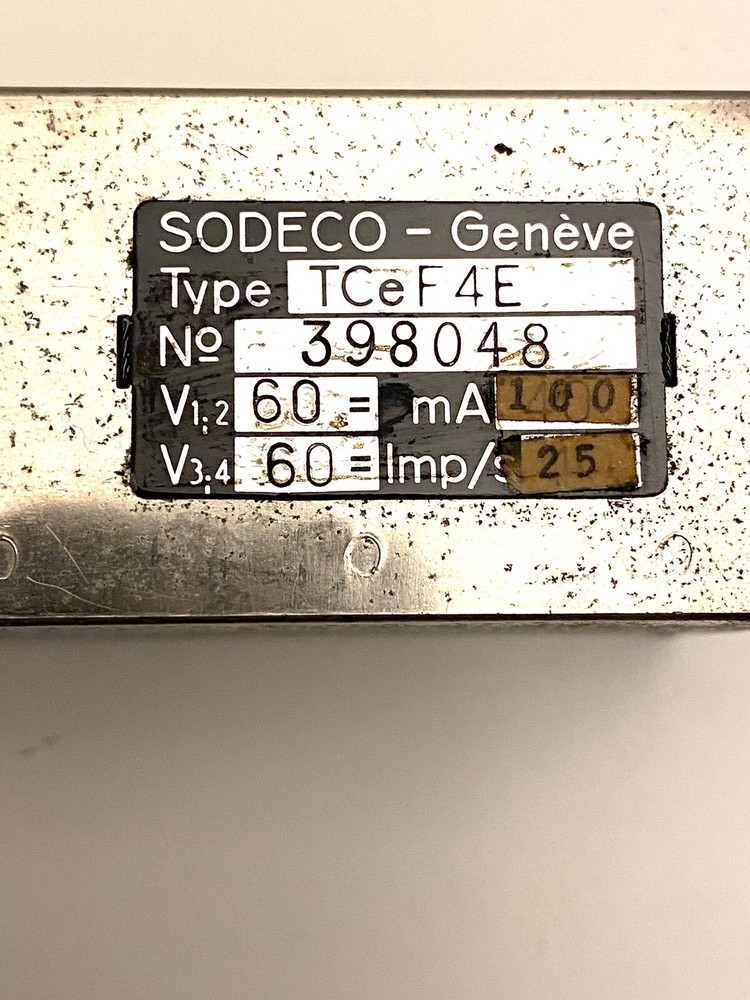 SODECO - Genève
Type TCeF4E
Nº 398048
V1;2 60 = mA 100
V3;4 60 = Imp/s 25